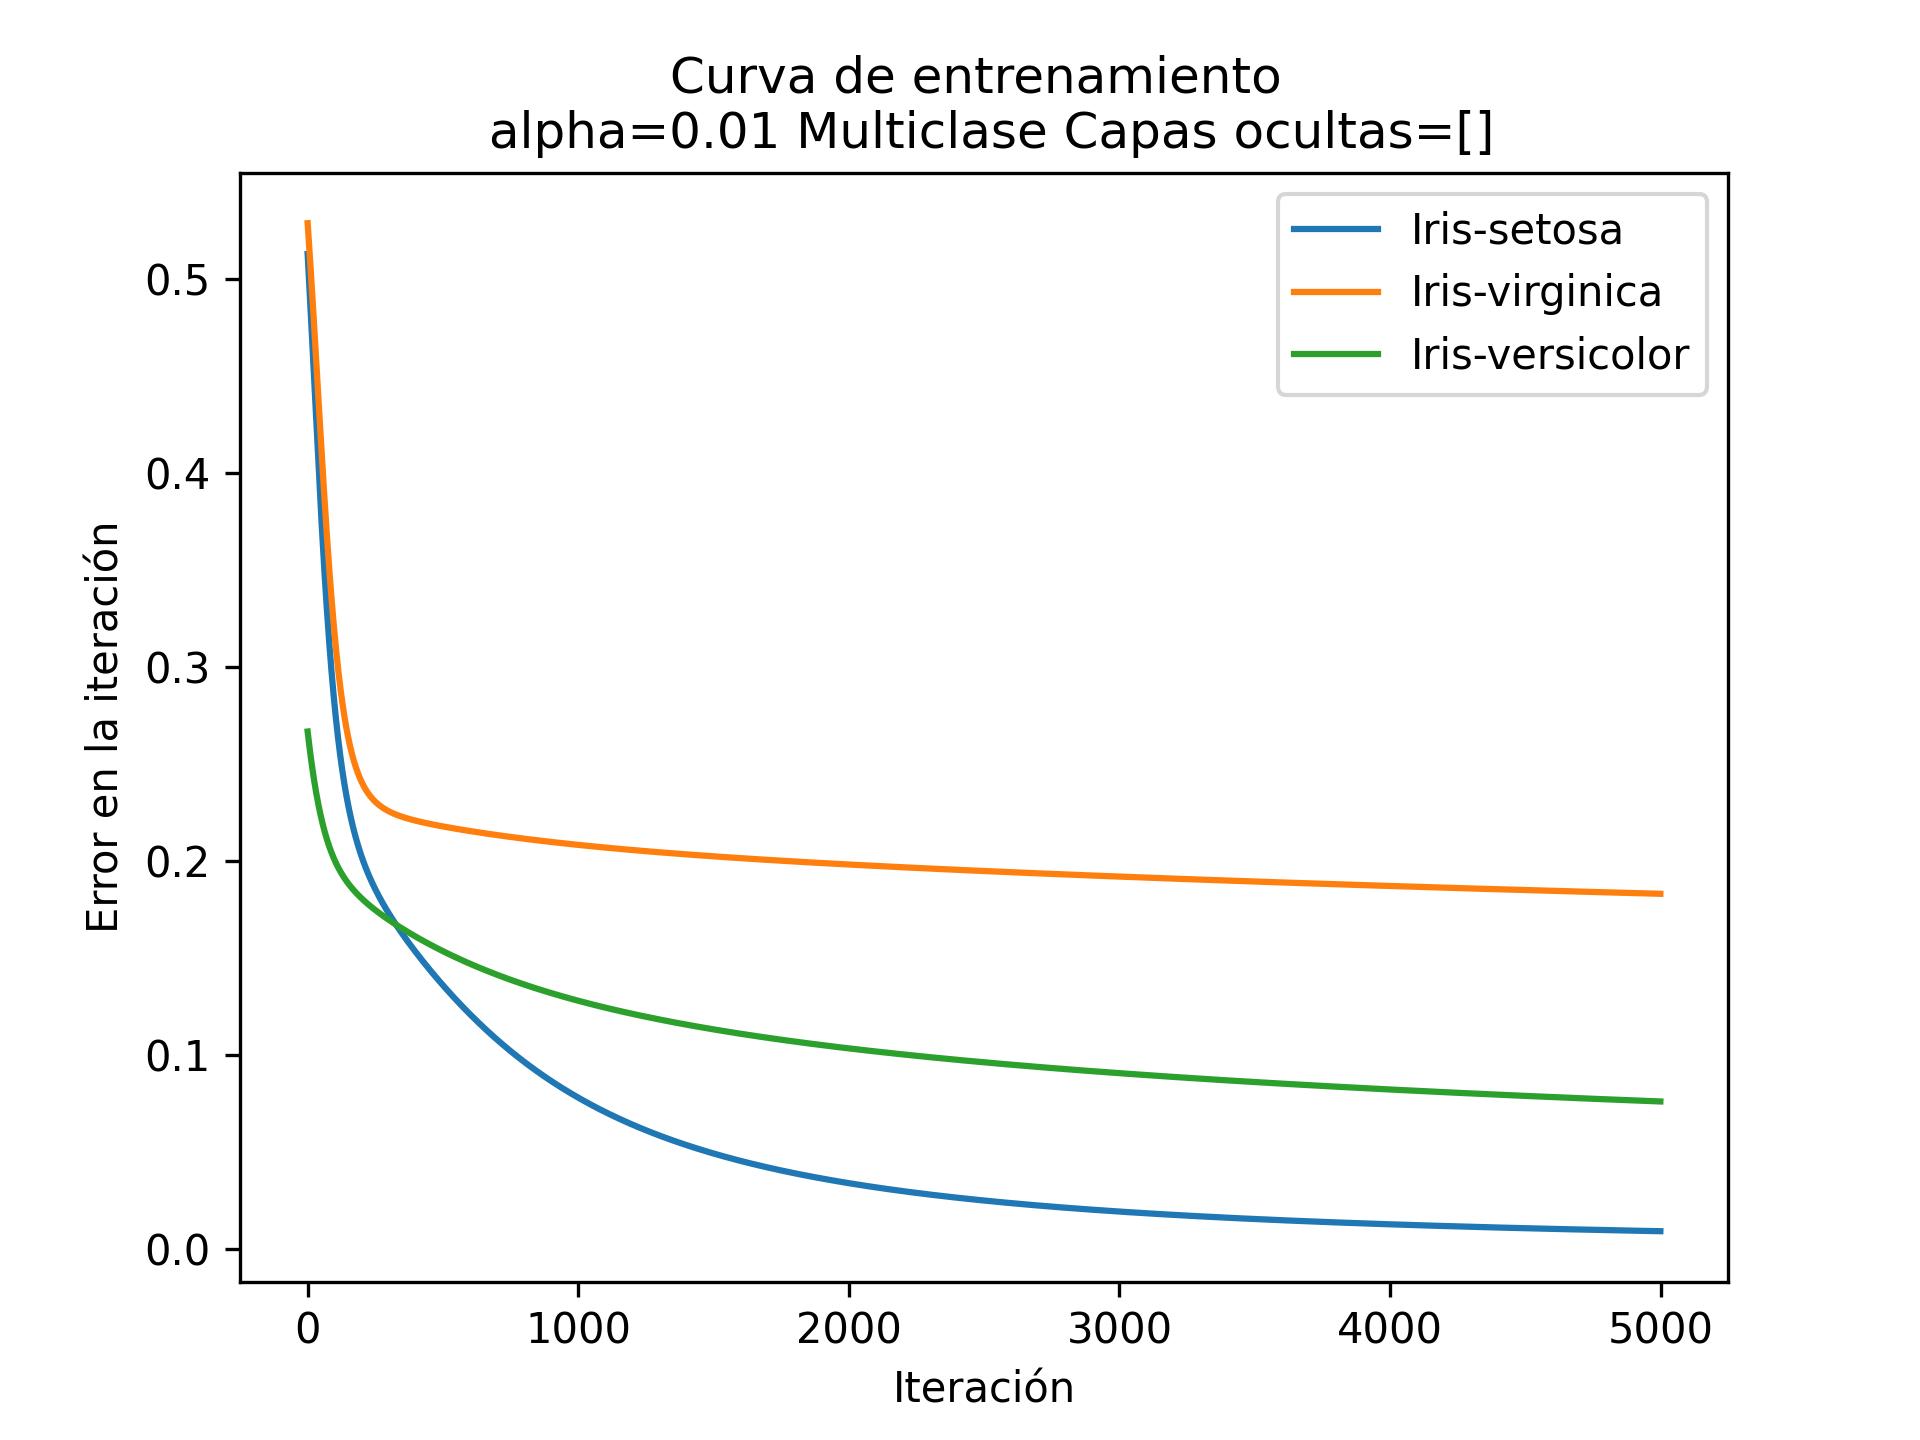 Curva de entrenamiento
alpha=0.01 Multiclase Capas ocultas=[]
Iris-setosa
Iris-virginica
Iris-versicolor
Error en la iteración
0.5
0.4
0.3
0.2
0.1
0.0
0 1000 2000 3000 4000 5000
Iteración